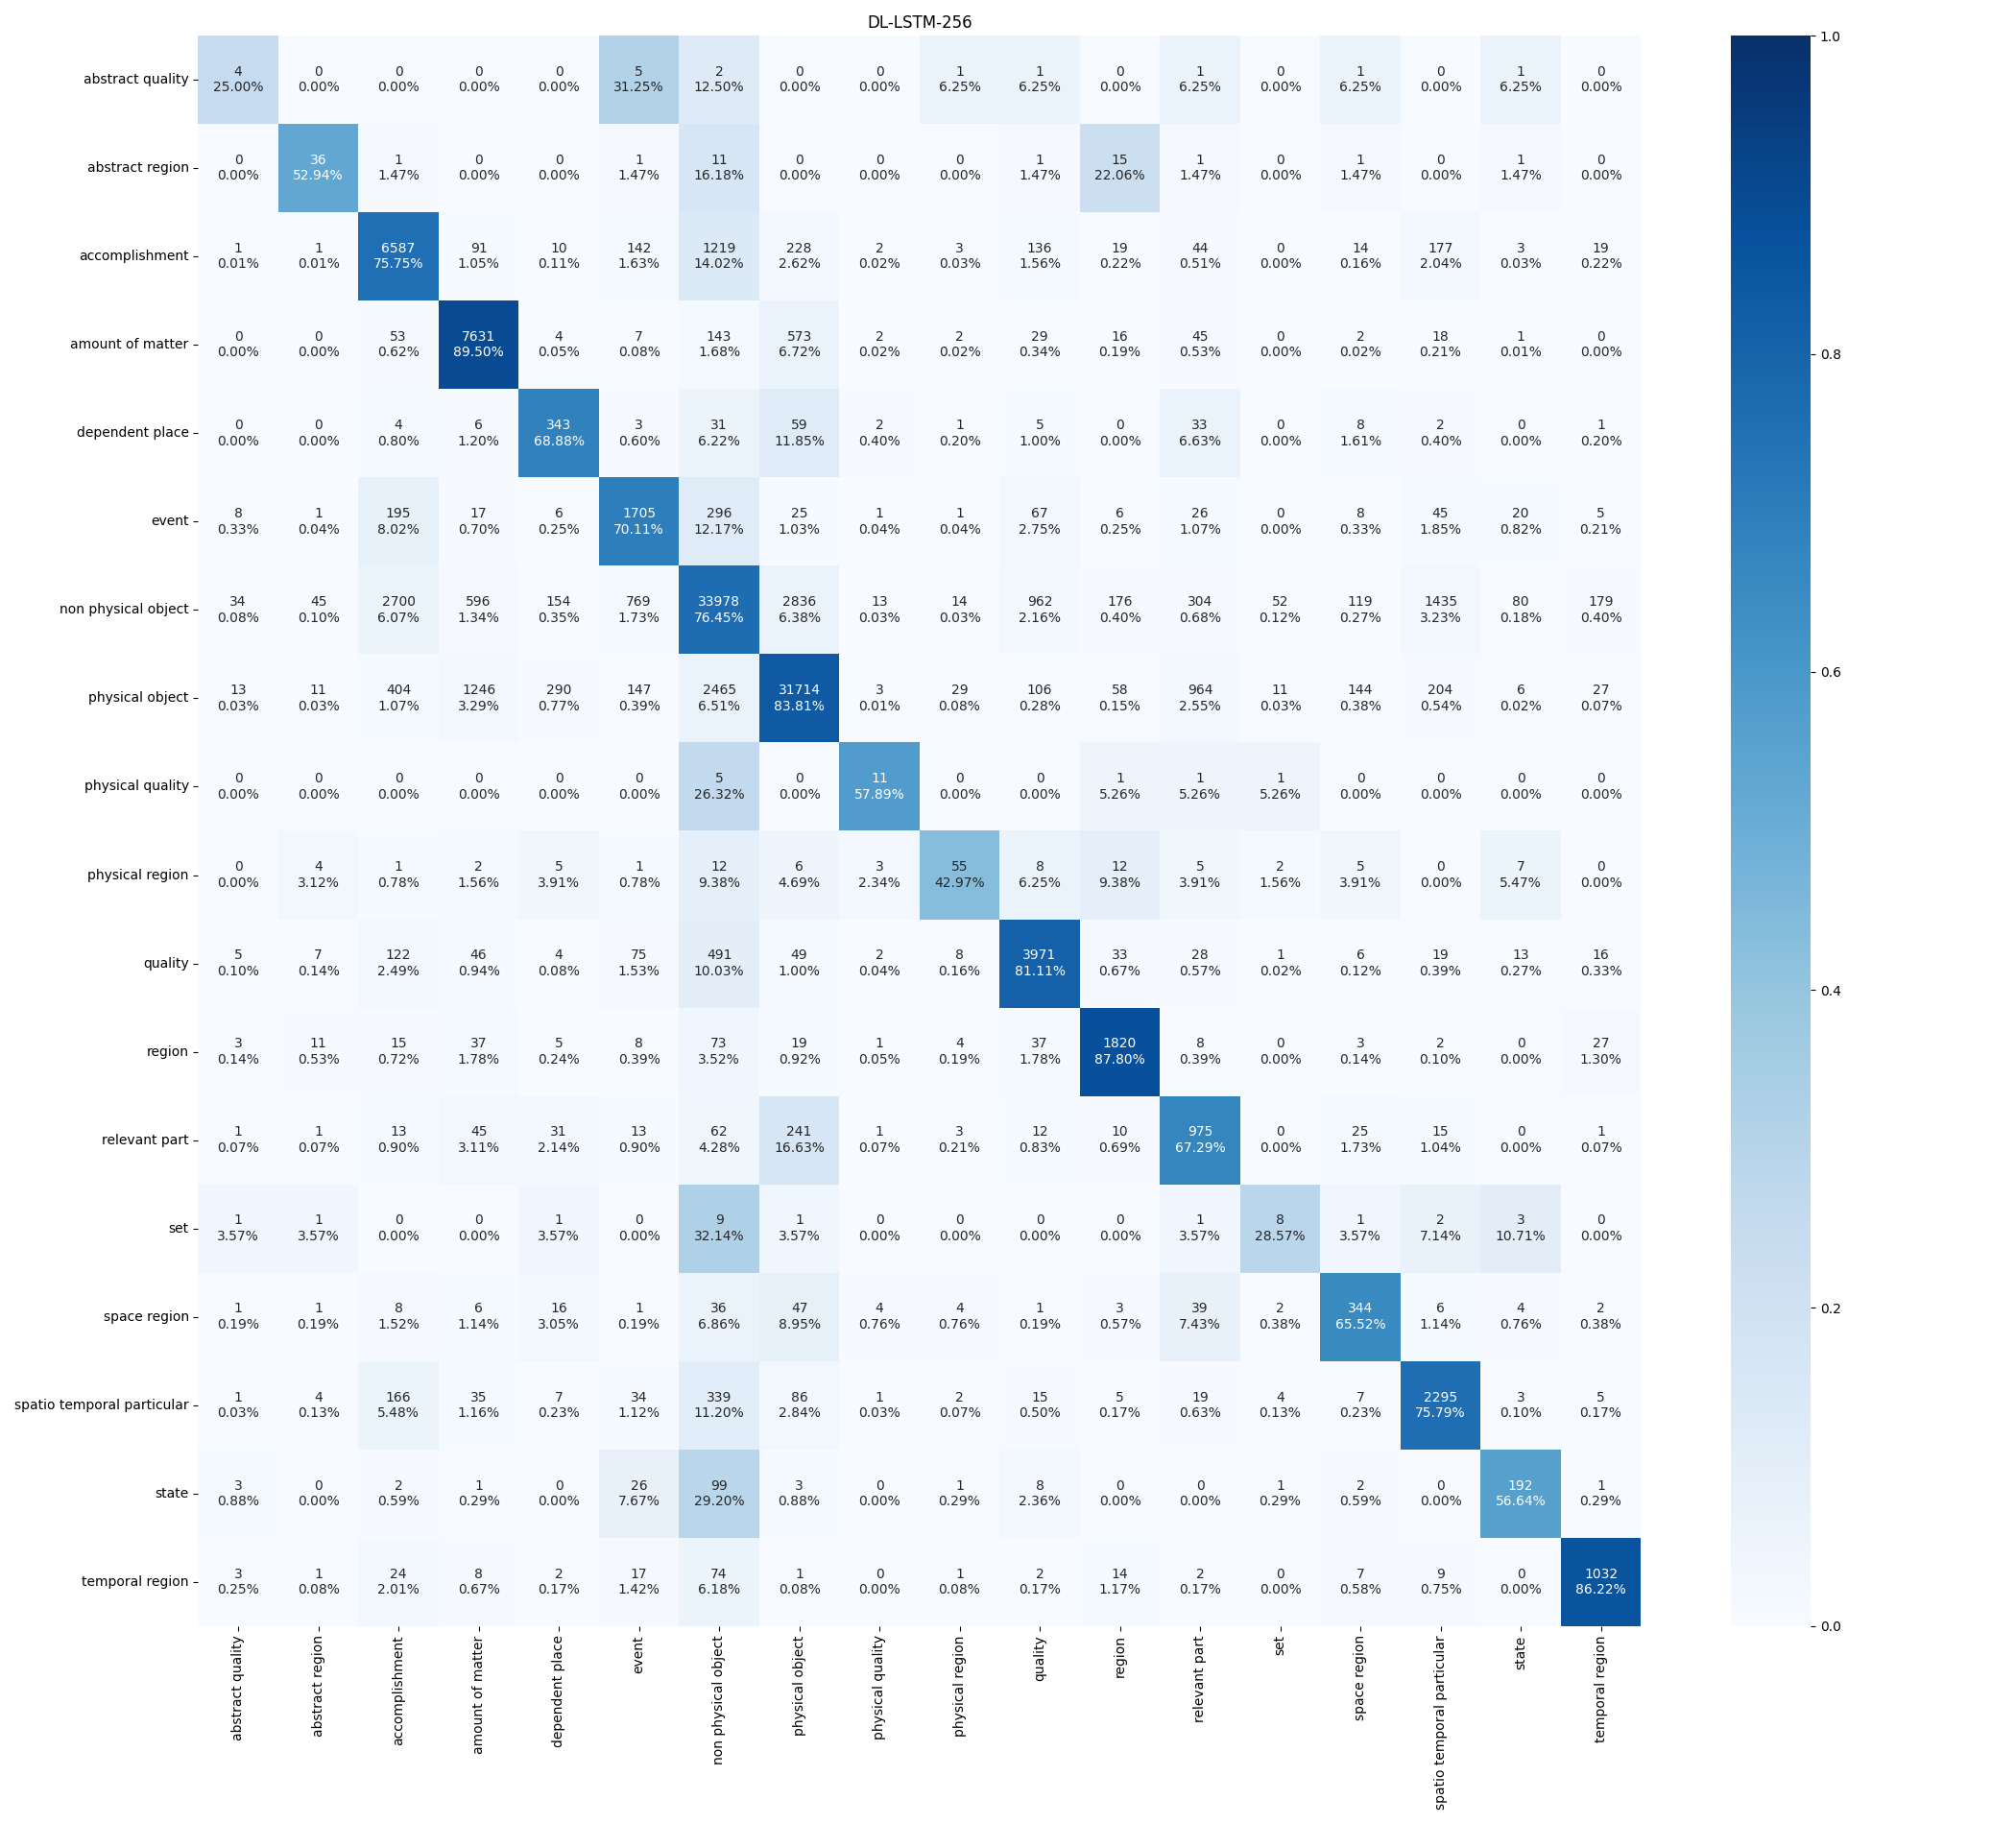 DL-LSTM-256
abstract quality
4 0 0 0 0 5 2 0 0 1 1 0 1 0 1 0 1 0
25.00% 0.00% 0.00% 0.00% 0.00% 31.25% 12.50% 0.00% 0.00% 6.25% 6.25% 0.00% 6.25% 0.00% 6.25% 0.00% 6.25% 0.00%
abstract region
0 36 1 0 0 1 11 0 0 0 1 15 1 0 1 0 1 0
0.00% 52.94% 1.47% 0.00% 0.00% 1.47% 16.18% 0.00% 0.00% 0.00% 1.47% 22.06% 1.47% 0.00% 1.47% 0.00% 1.47% 0.00%
accomplishment
1 1 6587 91 10 142 1219 228 2 3 136 19 44 0 14 177 3 19
0.01% 0.01% 75.75% 1.05% 0.11% 1.63% 14.02% 2.62% 0.02% 0.03% 1.56% 0.22% 0.51% 0.00% 0.16% 2.04% 0.03% 0.22%
amount of matter
0 0 53 7631 4 7 143 573 2 2 29 16 45 0 2 18 1 0
0.00% 0.00% 0.62% 89.50% 0.05% 0.08% 1.68% 6.72% 0.02% 0.02% 0.34% 0.19% 0.53% 0.00% 0.02% 0.21% 0.01% 0.00%
dependent place
0 0 4 6 343 3 31 59 2 1 5 0 33 0 8 2 0 1
0.00% 0.00% 0.80% 1.20% 68.88% 0.60% 6.22% 11.85% 0.40% 0.20% 1.00% 0.00% 6.63% 0.00% 1.61% 0.40% 0.00% 0.20%
event
8 1 195 17 6 1705 296 25 1 1 67 6 26 0 8 45 20 5
0.33% 0.04% 8.02% 0.70% 0.25% 70.11% 12.17% 1.03% 0.04% 0.04% 2.75% 0.25% 1.07% 0.00% 0.33% 1.85% 0.82% 0.21%
non physical object
34 45 2700 596 154 769 33978 2836 13 14 962 176 304 52 119 1435 80 179
0.08% 0.10% 6.07% 1.34% 0.35% 1.73% 76.45% 6.38% 0.03% 0.03% 2.16% 0.40% 0.68% 0.12% 0.27% 3.23% 0.18% 0.40%
physical object
13 11 404 1246 290 147 2465 31714 3 29 106 58 964 11 144 204 6 27
0.03% 0.03% 1.07% 3.29% 0.77% 0.39% 6.51% 83.81% 0.01% 0.08% 0.28% 0.15% 2.55% 0.03% 0.38% 0.54% 0.02% 0.07%
physical quality
0 0 0 0 0 0 5 0 11 0 0 1 1 1 0 0 0 0
0.00% 0.00% 0.00% 0.00% 0.00% 0.00% 26.32% 0.00% 57.89% 0.00% 0.00% 5.26% 5.26% 5.26% 0.00% 0.00% 0.00% 0.00%
physical region
0 4 1 2 5 1 12 6 3 55 8 12 5 2 5 0 7 0
0.00% 3.12% 0.78% 1.56% 3.91% 0.78% 9.38% 4.69% 2.34% 42.97% 6.25% 9.38% 3.91% 1.56% 3.91% 0.00% 5.47% 0.00%
quality
5 7 122 46 4 75 491 49 2 8 3971 33 28 1 6 19 13 16
0.10% 0.14% 2.49% 0.94% 0.08% 1.53% 10.03% 1.00% 0.04% 0.16% 81.11% 0.67% 0.57% 0.02% 0.12% 0.39% 0.27% 0.33%
region
3 11 15 37 5 8 73 19 1 4 37 1820 8 0 3 2 0 27
0.14% 0.53% 0.72% 1.78% 0.24% 0.39% 3.52% 0.92% 0.05% 0.19% 1.78% 87.80% 0.39% 0.00% 0.14% 0.10% 0.00% 1.30%
relevant part
1 1 13 45 31 13 62 241 1 3 12 10 975 0 25 15 0 1
0.07% 0.07% 0.90% 3.11% 2.14% 0.90% 4.28% 16.63% 0.07% 0.21% 0.83% 0.69% 67.29% 0.00% 1.73% 1.04% 0.00% 0.07%
set
1 1 0 0 1 0 9 1 0 0 0 0 1 8 1 2 3 0
3.57% 3.57% 0.00% 0.00% 3.57% 0.00% 32.14% 3.57% 0.00% 0.00% 0.00% 0.00% 3.57% 28.57% 3.57% 7.14% 10.71% 0.00%
space region
1 1 8 6 16 1 36 47 4 4 1 3 39 2 344 6 4 2
0.19% 0.19% 1.52% 1.14% 3.05% 0.19% 6.86% 8.95% 0.76% 0.76% 0.19% 0.57% 7.43% 0.38% 65.52% 1.14% 0.76% 0.38%
spatio temporal particular
1 4 166 35 7 34 339 86 1 2 15 5 19 4 7 2295 3 5
0.03% 0.13% 5.48% 1.16% 0.23% 1.12% 11.20% 2.84% 0.03% 0.07% 0.50% 0.17% 0.63% 0.13% 0.23% 75.79% 0.10% 0.17%
state
3 0 2 1 0 26 99 3 0 1 8 0 0 1 2 0 192 1
0.88% 0.00% 0.59% 0.29% 0.00% 7.67% 29.20% 0.88% 0.00% 0.29% 2.36% 0.00% 0.00% 0.29% 0.59% 0.00% 56.64% 0.29%
temporal region
3 1 24 8 2 17 74 1 0 1 2 14 2 0 7 9 0 1032
0.25% 0.08% 2.01% 0.67% 0.17% 1.42% 6.18% 0.08% 0.00% 0.08% 0.17% 1.17% 0.17% 0.00% 0.58% 0.75% 0.00% 86.22%
abstract quality
abstract region
accomplishment
amount of matter
dependent place
event
non physical object
physical object
physical quality
physical region
quality
region
relevant part
set
space region
spatio temporal particular
state
temporal region
1.0
0.8
0.6
0.4
0.2
0.0